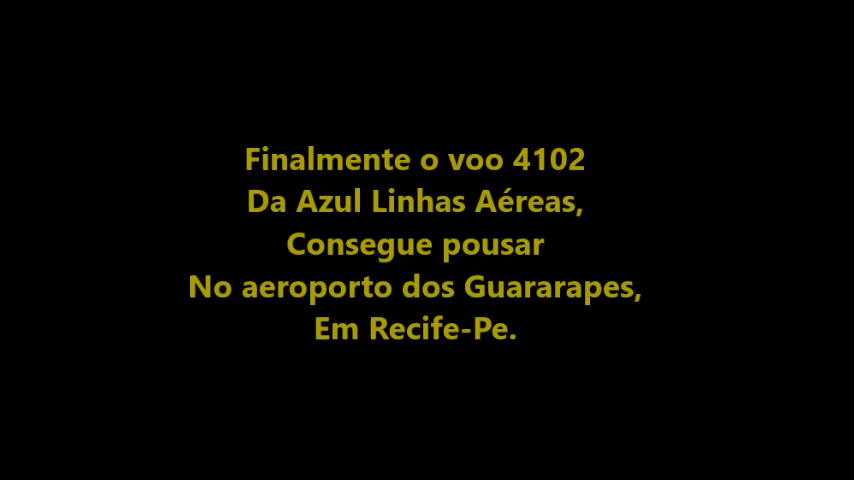 Finalmente o voo 4102
Da Azul Linhas Aéreas,
Consegue pousar
No aeroporto dos Guararapes,
Em Recife-Pe.